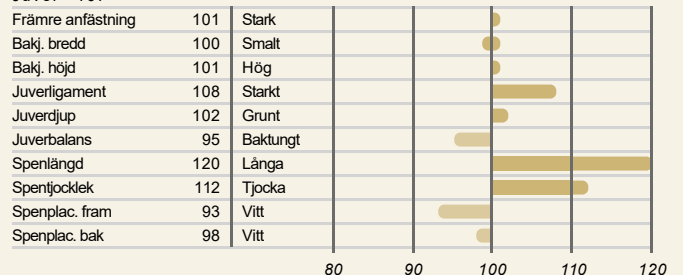 Främre anfästning 101 Stark
Bakj. bredd 100 Smalt
Bakj. höjd 101 Hög
Juverligament 108 Starkt
Juverdjup 102 Grunt
Juverbalans 95 Baktungt
Spenlängd 120 Långa
Spentjocklek 112 Tjocka
Spenplac. fram 93 Vitt
Spenplac. bak 98 Vitt
80 90 100 110 120